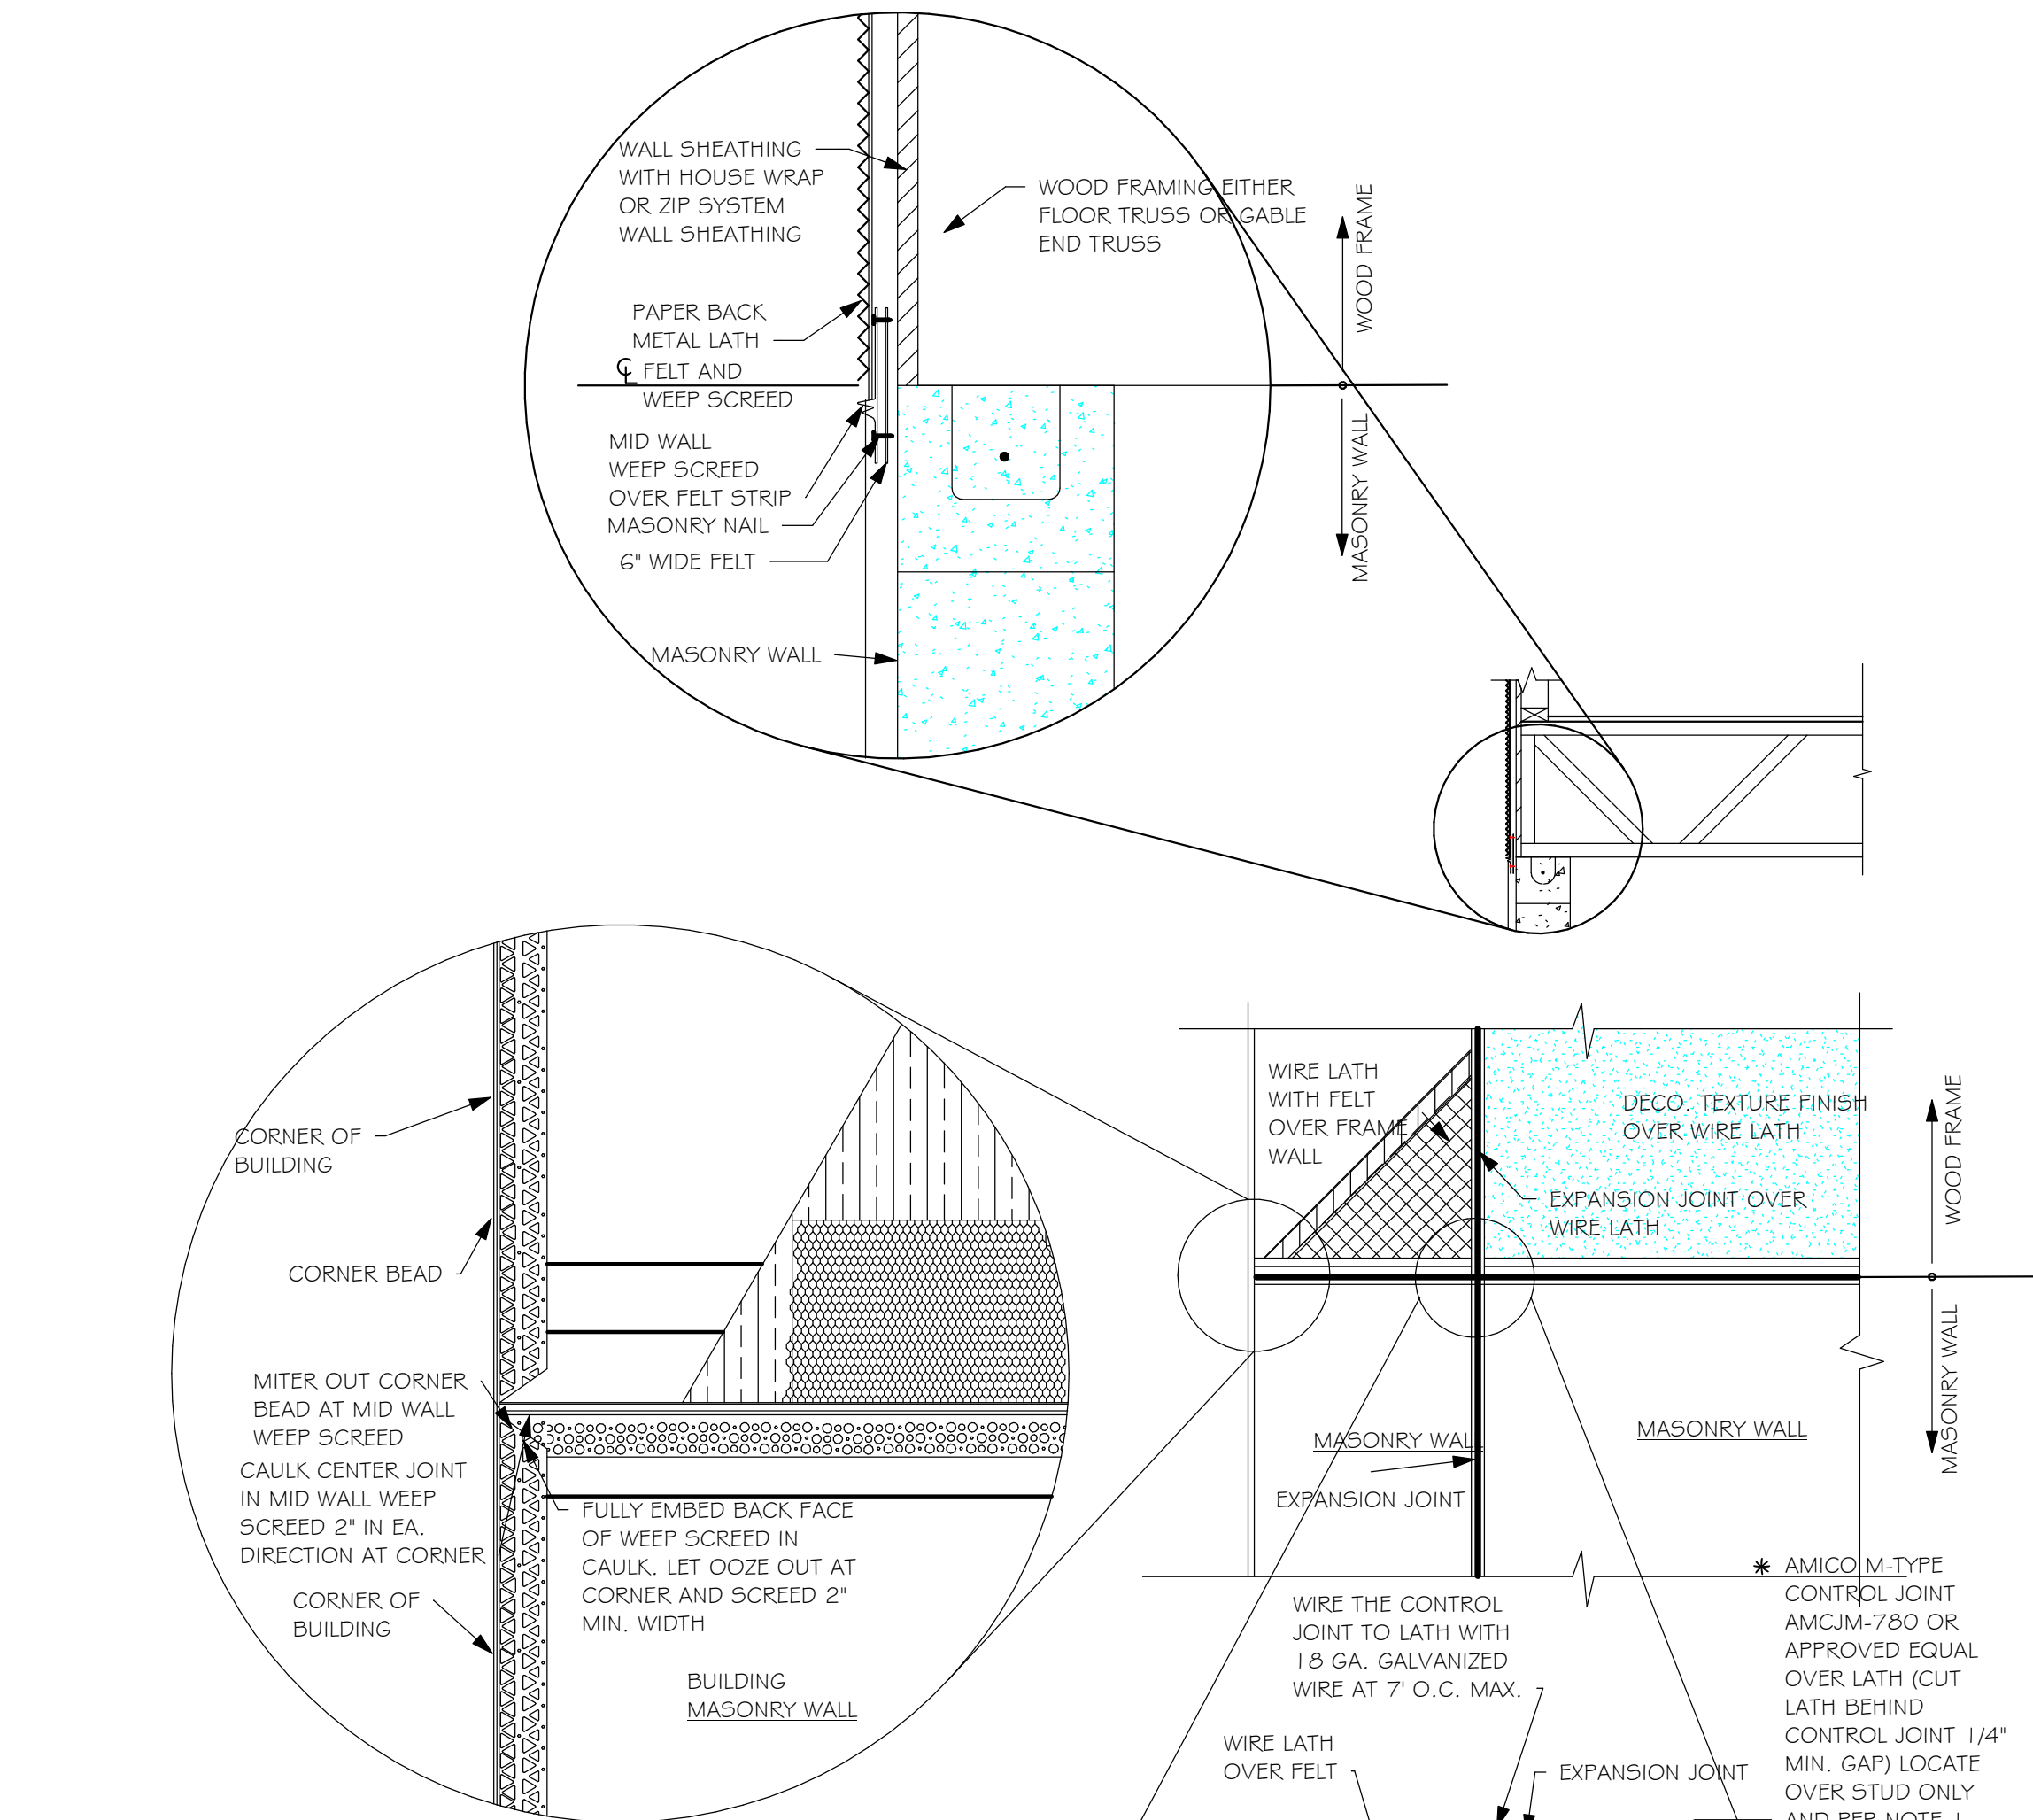 WALL SHEATHING
WITH HOUSE WRAP
OR ZIP SYSTEM
WALL SHEATHING
WOOD FRAMING EITHER
FLOOR TRUSS OR GABLE
END TRUSS
WOOD FRAME
PAPER BACK
METAL LATH
℄ FELT AND
WEEP SCREED
MID WALL
WEEP SCREED
OVER FELT STRIP
MASONRY NAIL
6" WIDE FELT
MASONRY WALL
MASONRY WALL
CORNER OF
BUILDING
CORNER BEAD
MITER OUT CORNER
BEAD AT MID WALL
WEEP SCREED
CAULK CENTER JOINT
IN MID WALL WEEP
SCREED 2" IN EA.
DIRECTION AT CORNER
CORNER OF
BUILDING
FULLY EMBED BACK FACE
OF WEEP SCREED IN
CAULK. LET OOZE OUT AT
CORNER AND SCREED 2"
MIN. WIDTH
BUILDING
MASONRY WALL
WIRE LATH
WITH FELT
OVER FRAME
WALL
DECO. TEXTURE FINISH
OVER WIRE LATH
EXPANSION JOINT OVER
WIRE LATH
WOOD FRAME
MASONRY WALL
MASONRY WALL
MASONRY WALL
EXPANSION JOINT
WIRE THE CONTROL
JOINT TO LATH WITH
18 GA. GALVANIZED
WIRE AT 7' O.C. MAX.
WIRE LATH
OVER FELT
EXPANSION JOINT
* AMICO M-TYPE
CONTROL JOINT
AMCJM-780 OR
APPROVED EQUAL
OVER LATH (CUT
LATH BEHIND
CONTROL JOINT 1/4"
MIN. GAP) LOCATE
OVER STUD ONLY
AND PER NOTE